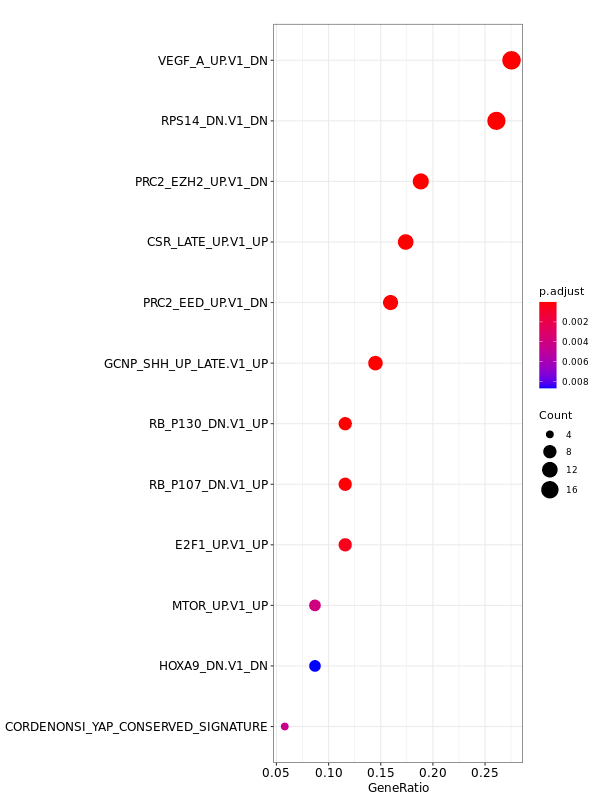 VEGF_A_UP.V1_DN
RPS14_DN.V1_DN
PRC2_EZH2_UP.V1_DN
CSR_LATE_UP.V1_UP
PRC2_EED_UP.V1_DN
GCNP_SHH_UP_LATE.V1_UP
RB_P130_DN.V1_UP
RB_P107_DN.V1_UP
E2F1_UP.V1_UP
MTOR_UP.V1_UP
HOXA9_DN.V1_DN
CORDENONSI_YAP_CONSERVED_SIGNATURE
0.05 0.10 0.15 0.20 0.25
GeneRatio
p.adjust
0.002
0.004
0.006
0.008
Count
4
8
12
16